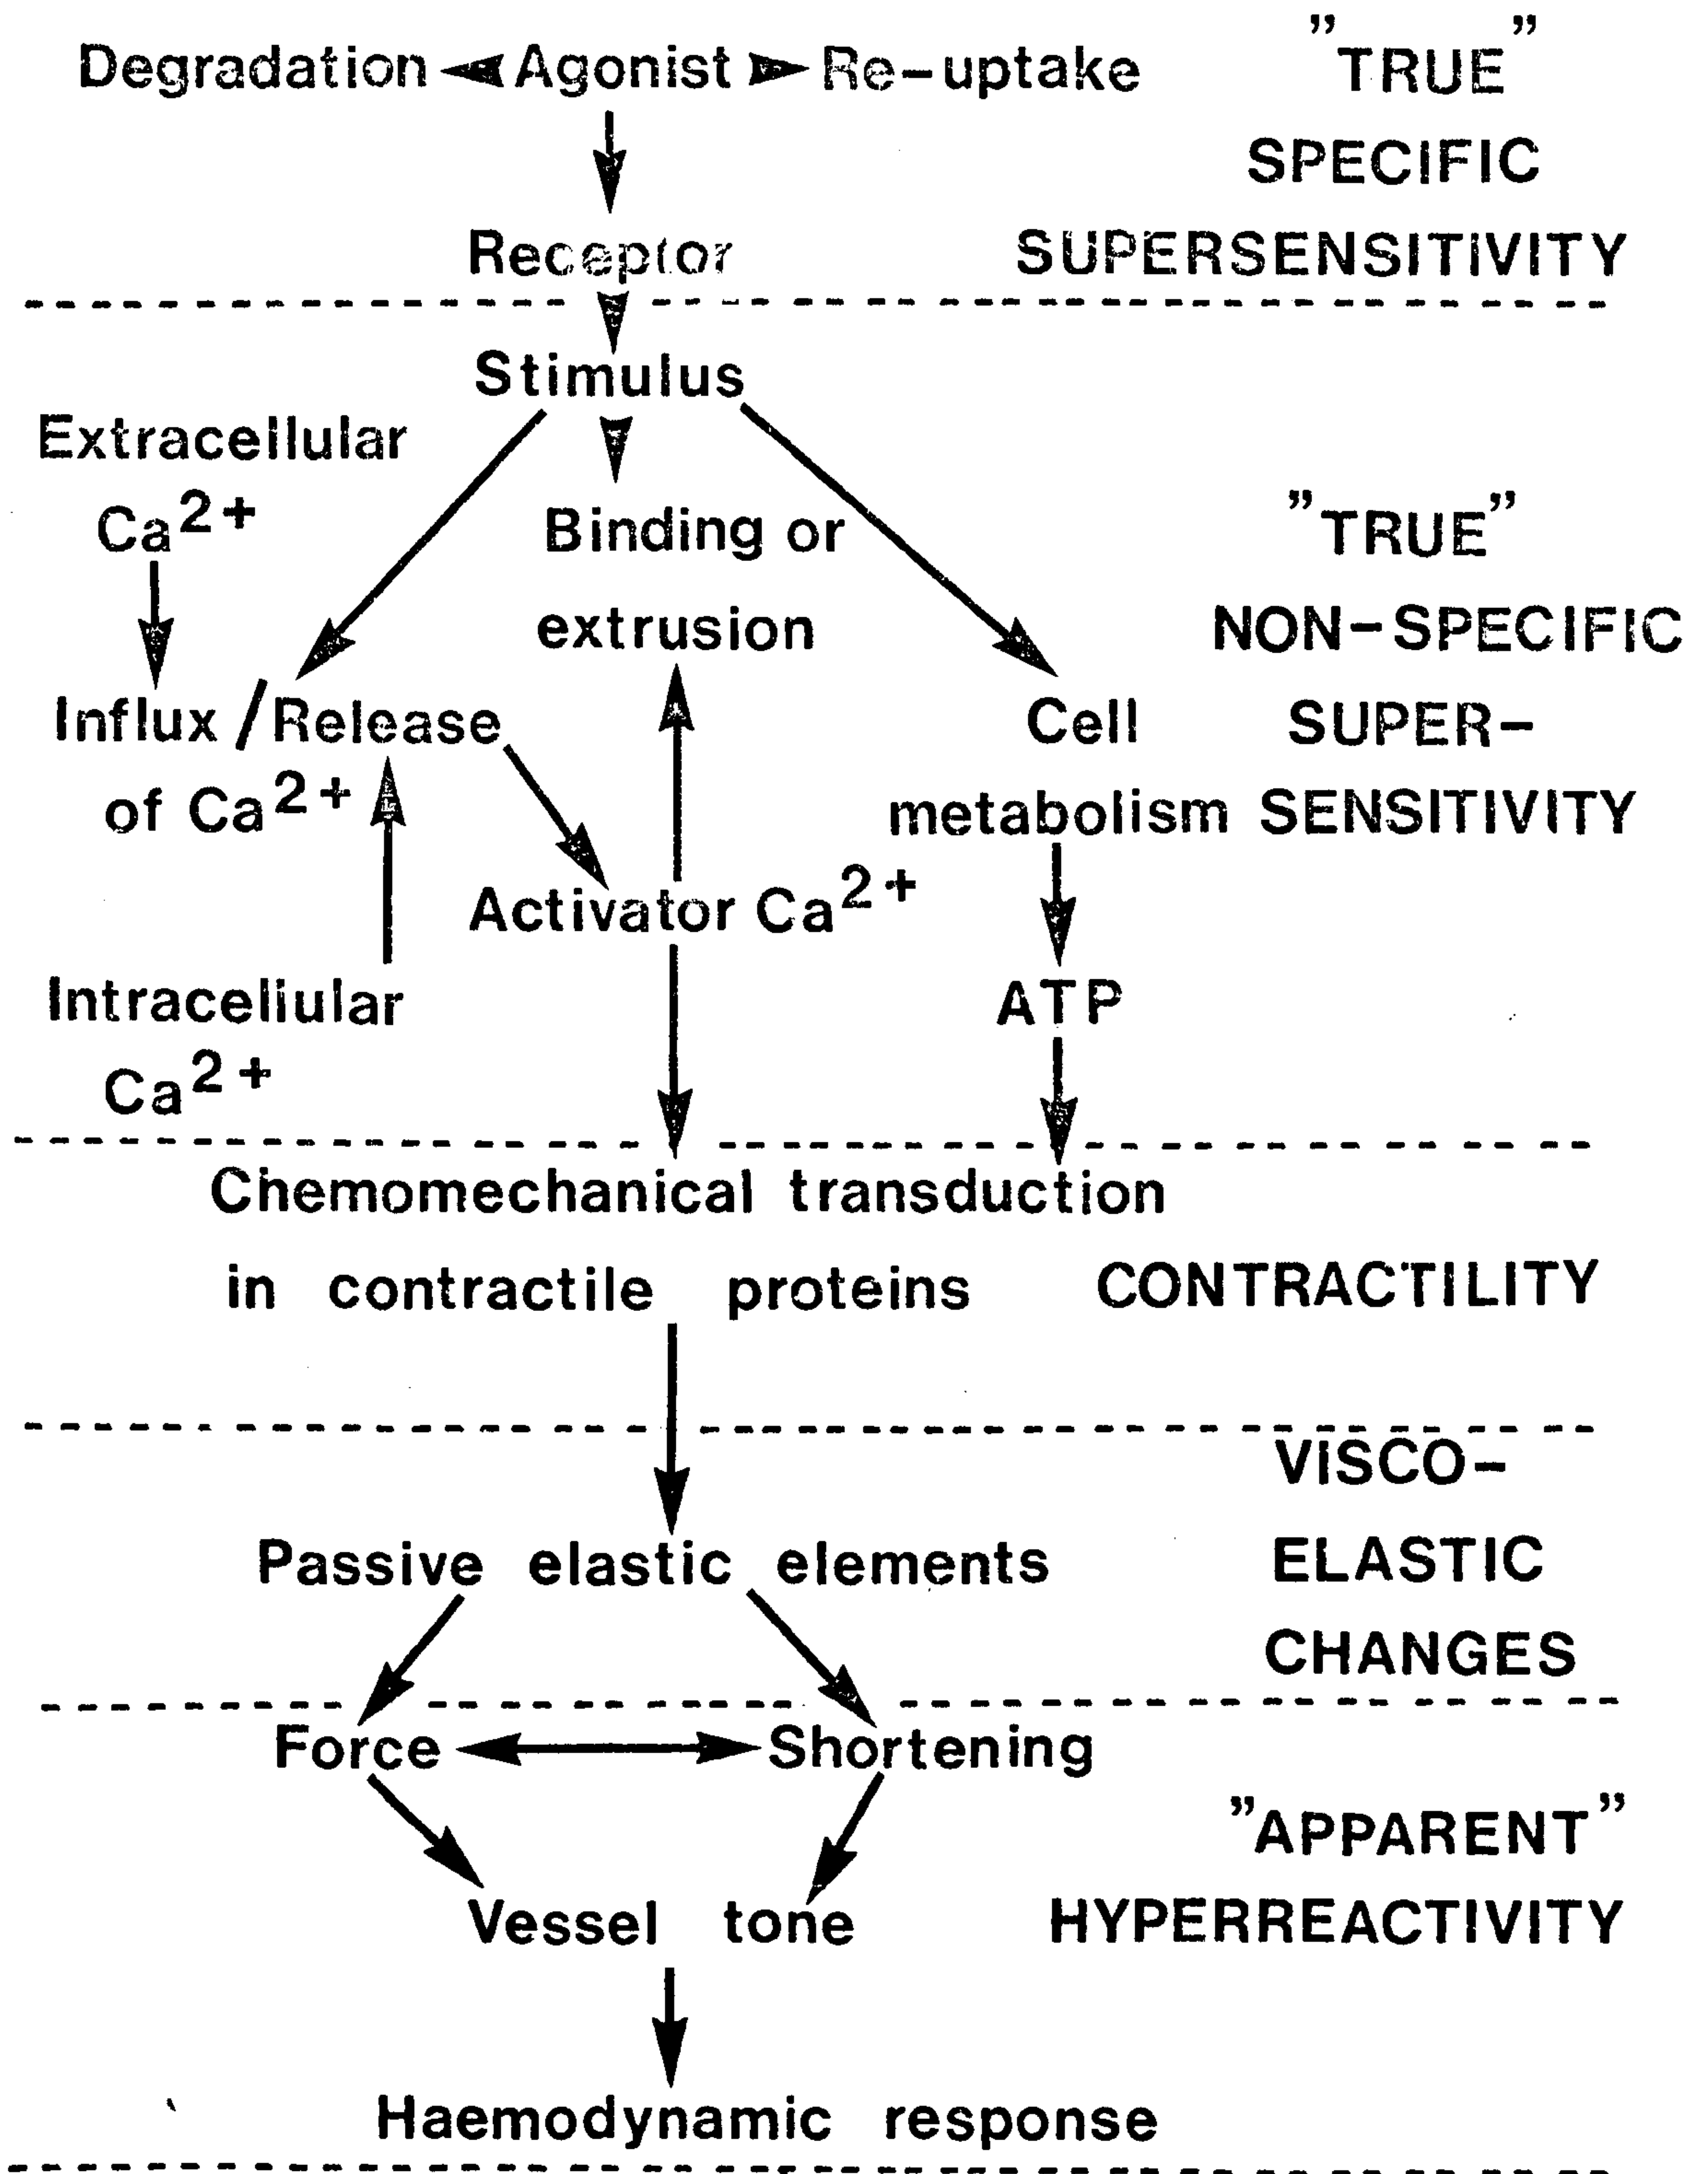 Degradation Agonist Re-uptake
"TRUE"
SPECIFIC
Receptor SUPERSENSITIVITY
Stimulus
Extracellular
Ca2+
Binding or
extrusion
"TRUE"
NON-SPECIFIC
SUPER-
SENSITIVITY
Influx / Release
of Ca2+
Cell
metabolism
Activator Ca2+
Intracellular
Ca2+
ATP
Chemomechanical transduction
in contractile proteins CONTRACTILITY
VISCO-
ELASTIC
CHANGES
Passive elastic elements
Force Shortening
"APPARENT"
HYPERREACTIVITY
Vessel tone
Haemodynamic response